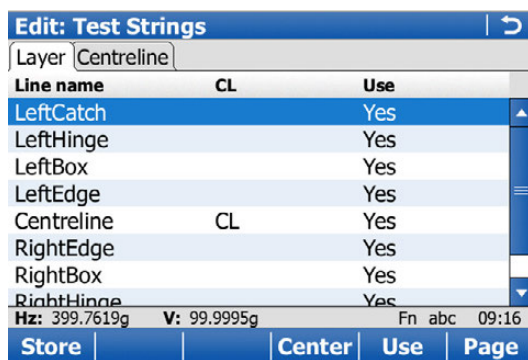 Edit: Test Strings
Layer Centreline
Line name CL Use
LeftCatch Yes
LeftHinge Yes
LeftBox Yes
LeftEdge Yes
Centreline CL Yes
RightEdge Yes
RightBox Yes
RightHinge Yes
Hz: 399.7619g V: 99.9995g Fn abc 09:16
Store Center Use Page